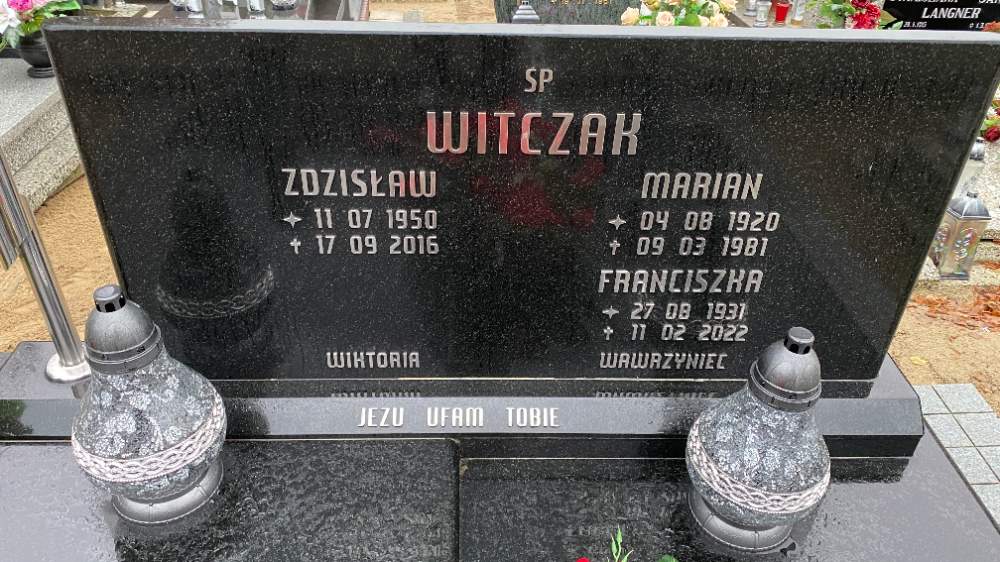 ŚP
WITCZAK
ZDZISŁAW
11 07 1950
17 09 2016
MARIAN
04 08 1920
09 03 1981
FRANCISZKA
27 08 1931
11 02 2022
WIKTORIA
WAWRZYNIEC
JEZU UFAM TOBIE
LANGNER